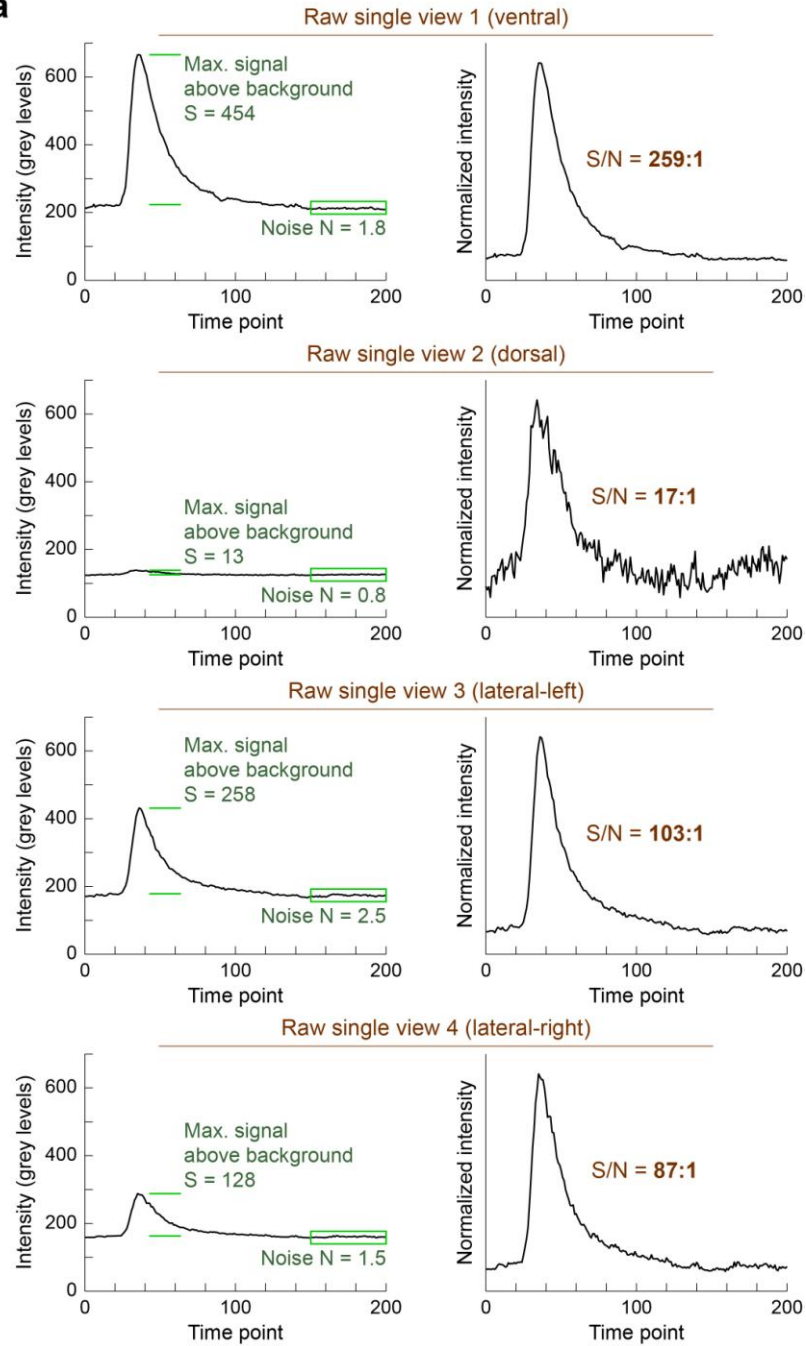 a
Raw single view 1 (ventral)
Intensity (grey levels)
600
400
200
0
Max. signal
above background
S = 454
Noise N = 1.8
0 100 200
Time point
Normalized intensity
S/N = 259:1
0 100 200
Time point
Raw single view 2 (dorsal)
Intensity (grey levels)
600
400
200
0
Max. signal
above background
S = 13
Noise N = 0.8
0 100 200
Time point
Normalized intensity
S/N = 17:1
0 100 200
Time point
Raw single view 3 (lateral-left)
Intensity (grey levels)
600
400
200
0
Max. signal
above background
S = 258
Noise N = 2.5
0 100 200
Time point
Normalized intensity
S/N = 103:1
0 100 200
Time point
Raw single view 4 (lateral-right)
Intensity (grey levels)
600
400
200
0
Max. signal
above background
S = 128
Noise N = 1.5
0 100 200
Time point
Normalized intensity
S/N = 87:1
0 100 200
Time point